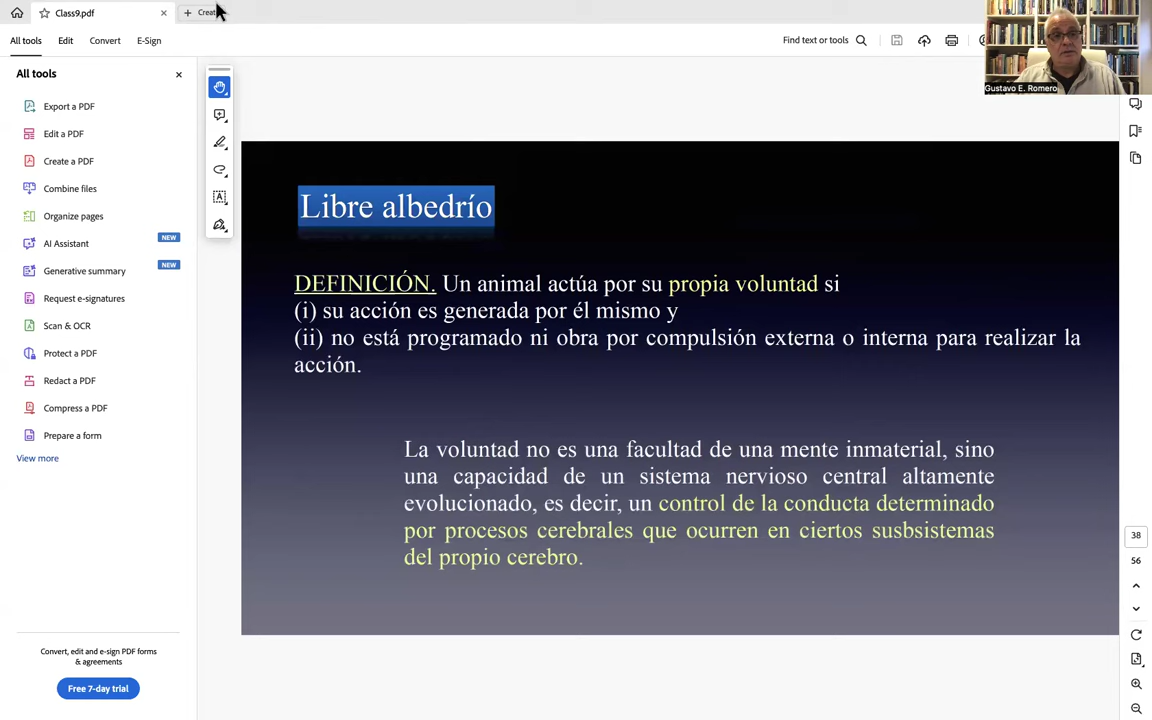 Class9.pdf
Create
All tools
Edit
Convert
E-Sign
Find text or tools
Gustavo E. Romero
All tools
Export a PDF
Edit a PDF
Create a PDF
Combine files
Organize pages
AI Assistant
NEW
Generative summary
NEW
Request e-signatures
Scan & OCR
Protect a PDF
Redact a PDF
Compress a PDF
Prepare a form
View more
Convert, edit and e-sign PDF forms
& agreements
Free 7-day trial
Libre albedrío
DEFINICIÓN. Un animal actúa por su propia voluntad si
(i) su acción es generada por él mismo y
(ii) no está programado ni obra por compulsión externa o interna para realizar la
acción.
La voluntad no es una facultad de una mente inmaterial, sino
una capacidad de un sistema nervioso central altamente
evolucionado, es decir, un control de la conducta determinado
por procesos cerebrales que ocurren en ciertos susbsistemas
del propio cerebro.
38
56